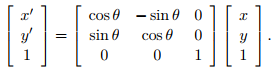 [ x′ ] = [ cos θ − sin θ 0 ] [ x ]
[ y′ ] = [ sin θ cos θ 0 ] [ y ]
[ 1 ] = [ 0 0 1 ] [ 1 ] .